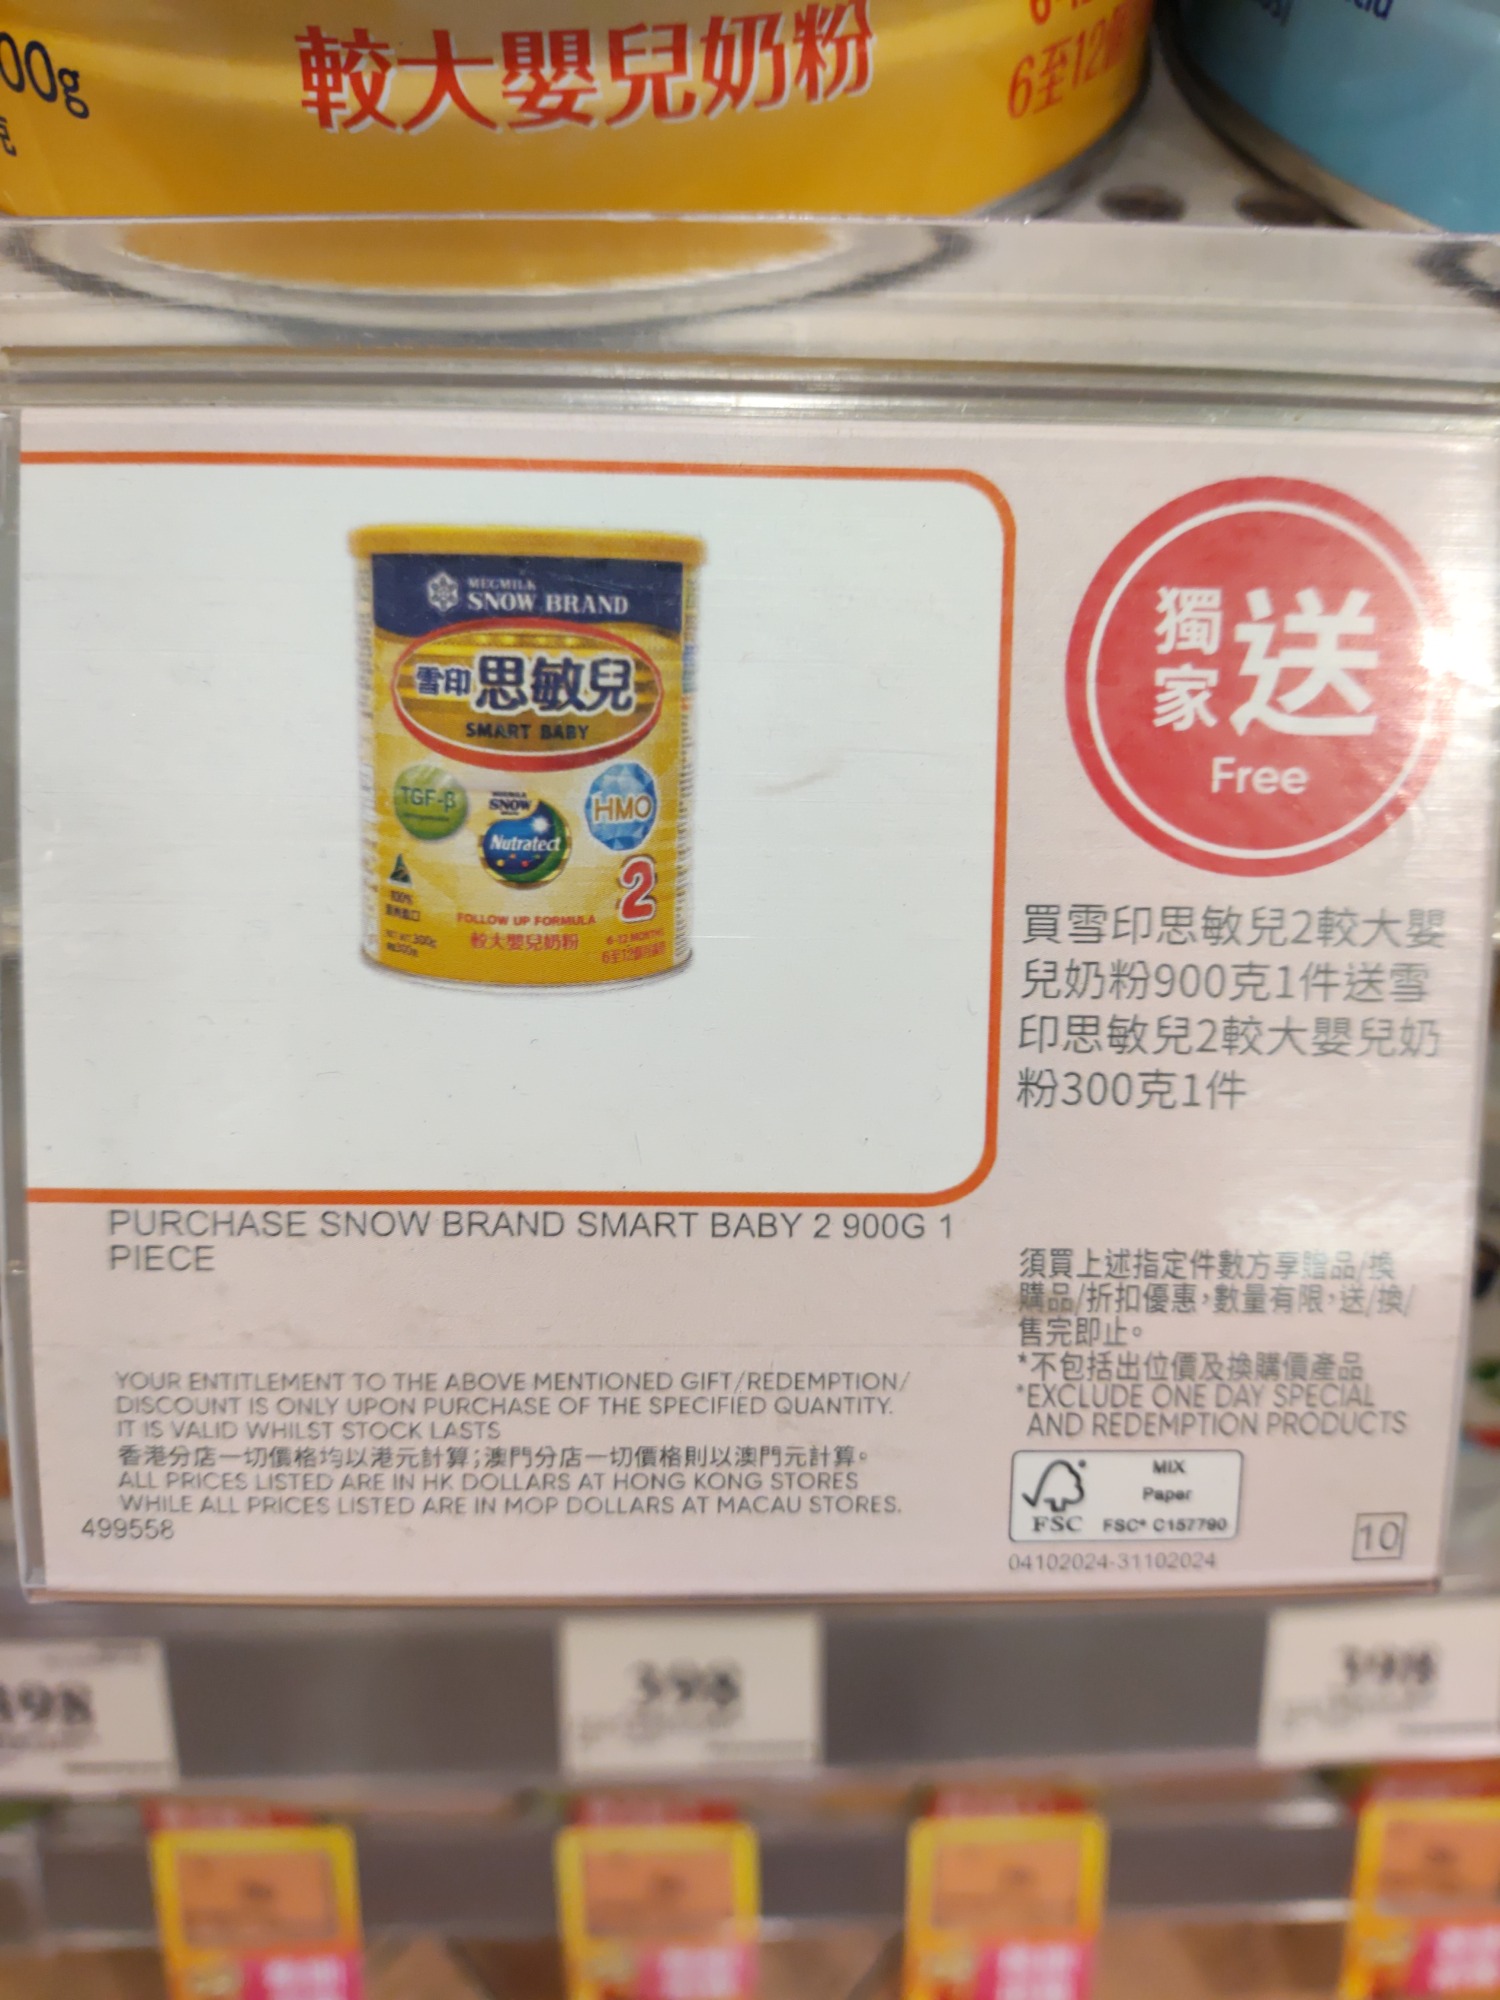 00g
克
較大嬰兒奶粉
6至12個
MEGMILK
SNOW BRAND
雪印思敏兒
SMART BABY
TGF-β
SNOW
Nutratect
HMO
2
100%
FOLLOW UP FORMULA
較大嬰兒奶粉
300g
6-12 MONTHS
獨家送
Free
買雪印思敏兒2較大嬰
兒奶粉900克1件送雪
印思敏兒2較大嬰兒奶
粉300克1件
PURCHASE SNOW BRAND SMART BABY 2 900G 1
PIECE
須買上述指定件數方享贈品/換
購品/折扣優惠,數量有限,送/換/
售完即止。
*不包括出位價及換購價產品
*EXCLUDE ONE DAY SPECIAL
AND REDEMPTION PRODUCTS
YOUR ENTITLEMENT TO THE ABOVE MENTIONED GIFT/REDEMPTION/
DISCOUNT IS ONLY UPON PURCHASE OF THE SPECIFIED QUANTITY.
IT IS VALID WHILST STOCK LASTS
香港分店一切價格均以港元計算;澳門分店一切價格則以澳門元計算。
ALL PRICES LISTED ARE IN HK DOLLARS AT HONG KONG STORES
WHILE ALL PRICES LISTED ARE IN MOP DOLLARS AT MACAU STORES.
499558
FSC
MIX
Paper
FSC® C157790
04102024-31102024
10
398